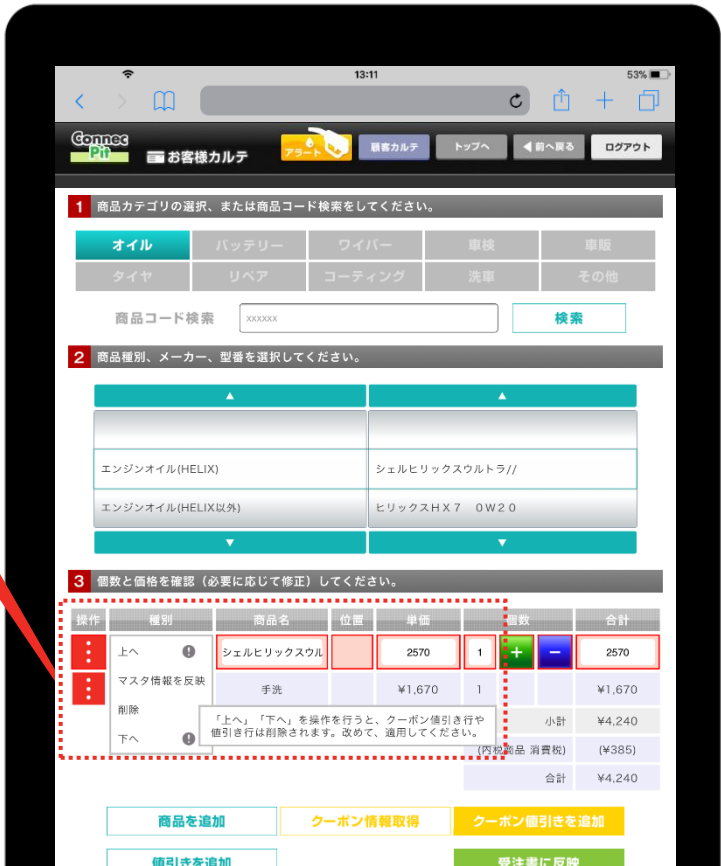 13:11
53%
Connec
Pit
お客様カルテ
アラート
顧客カルテ
トップへ
◀前へ戻る
ログアウト
1 商品カテゴリの選択、または商品コード検索をしてください。
オイル バッテリー ワイパー 車検 車販
タイヤ リペア コーティング 洗車 その他
商品コード検索 xxxxxx 検索
2 商品種別、メーカー、型番を選択してください。
▲ ▲
エンジンオイル(HELIX) シェルヒリックスウルトラ//
エンジンオイル(HELIX以外) ヒリックスHX7 0W20
▼ ▼
3 個数と価格を確認（必要に応じて修正）してください。
操作 種別 商品名 位置 単価 個数 合計
上へ シェルヒリックスウル 2570 1 + − 2570
マスタ情報を反映 手洗 ¥1,670 1 ¥1,670
削除
「上へ」「下へ」を操作を行うと、クーポン値引き行や
値引き行は削除されます。改めて、適用してください。
小計 ¥4,240
下へ
(内税商品 消費税) (¥385)
合計 ¥4,240
商品を追加 クーポン情報取得 クーポン値引きを追加
値引きを追加 受注書に反映